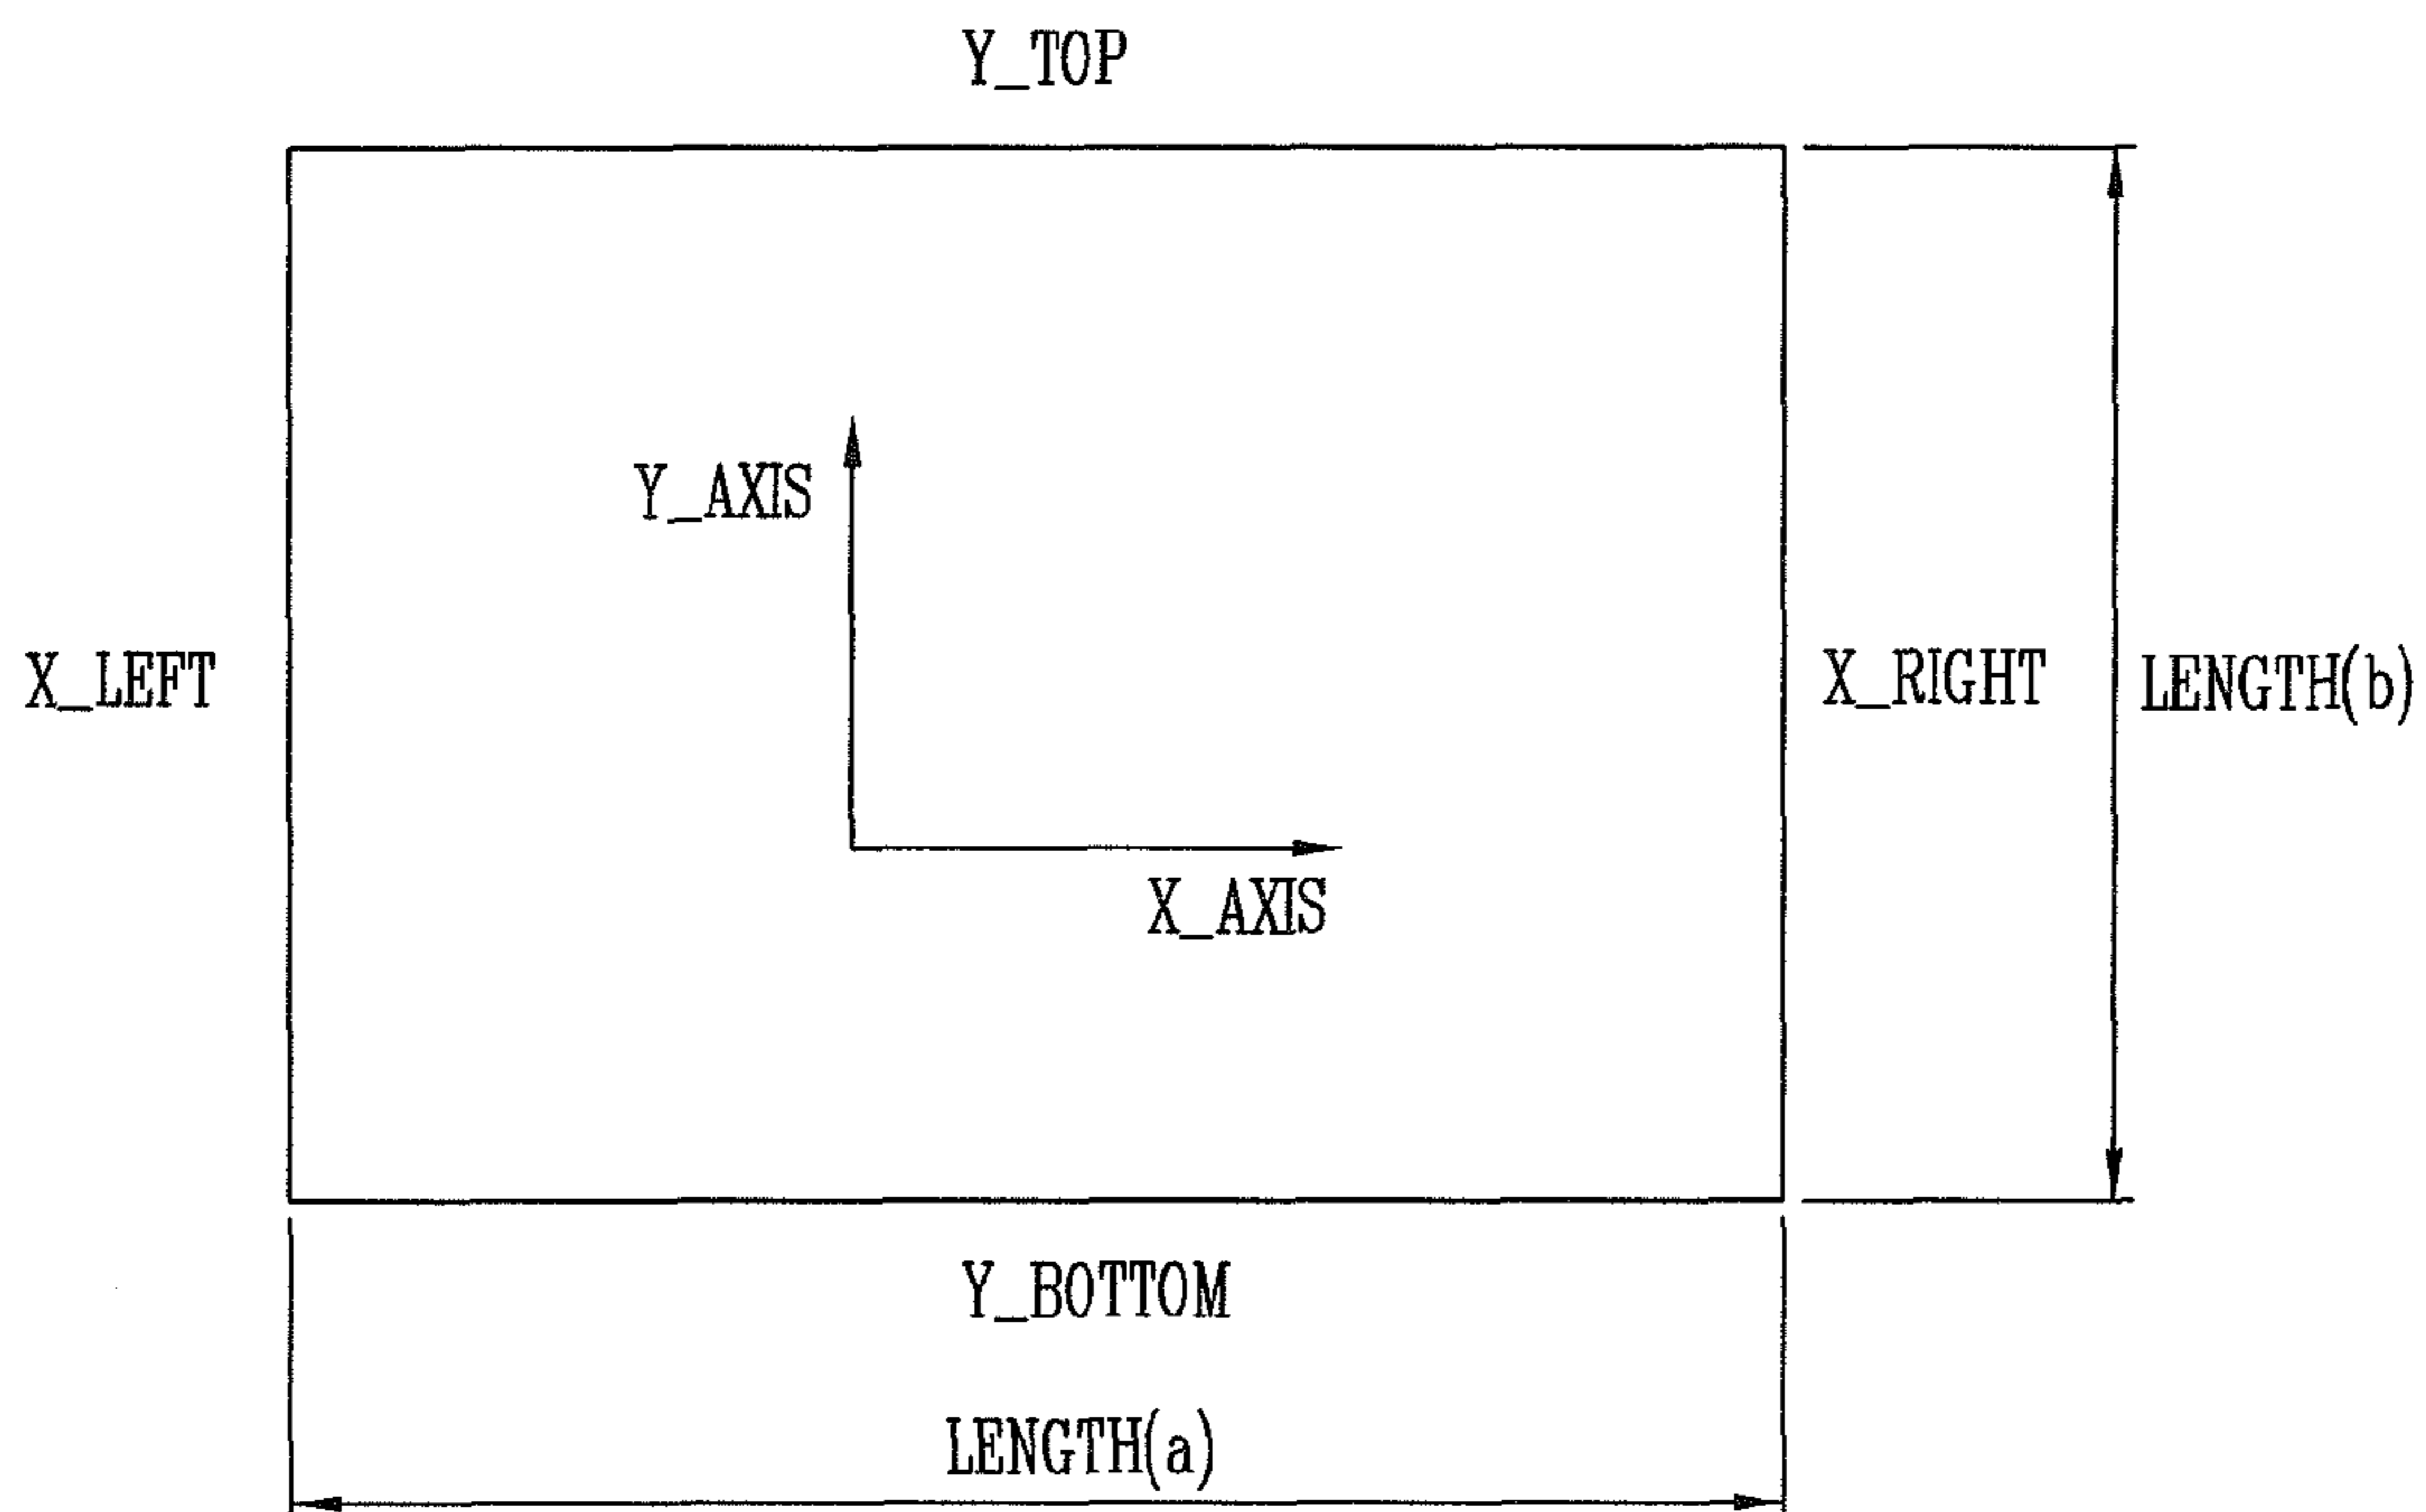 Y_TOP
Y_AXIS
X_LEFT
X_RIGHT
LENGTH(b)
X_AXIS
Y_BOTTOM
LENGTH(a)